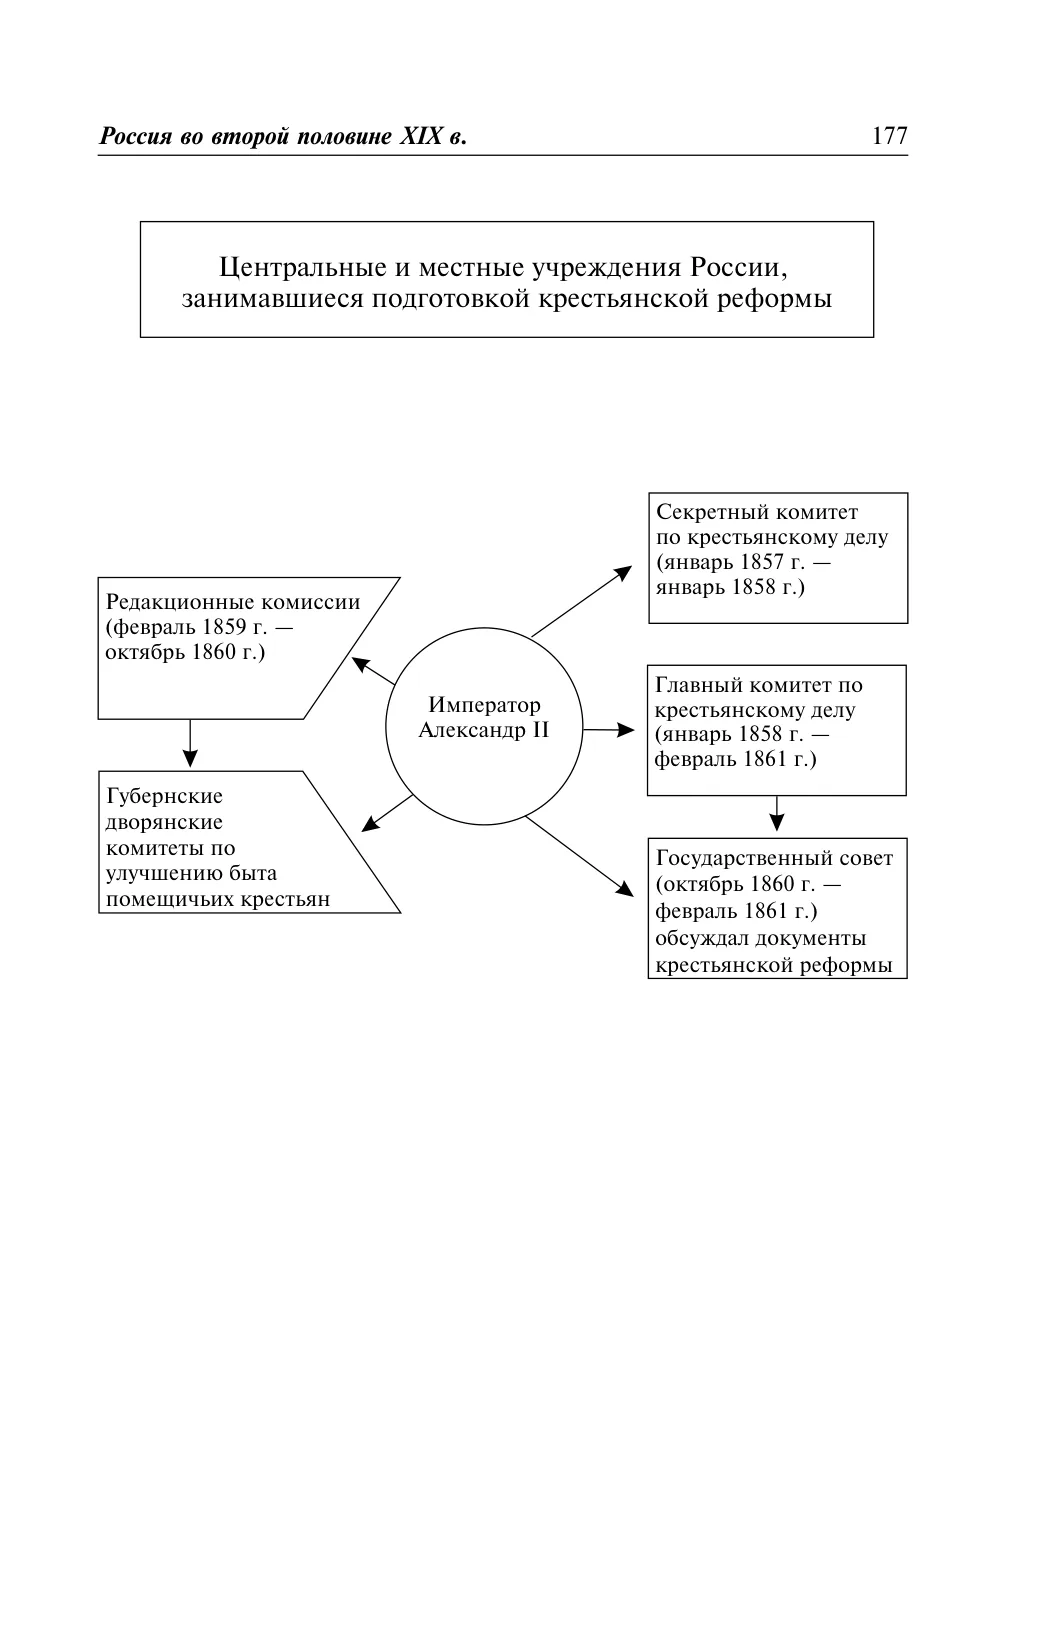 Россия во второй половине XIX в.
177
Центральные и местные учреждения России,
занимавшиеся подготовкой крестьянской реформы
Редакционные комиссии
(февраль 1859 г. —
октябрь 1860 г.)
Губернские
дворянские
комитеты по
улучшению быта
помещичьих крестьян
Император
Александр II
Секретный комитет
по крестьянскому делу
(январь 1857 г. —
январь 1858 г.)
Главный комитет по
крестьянскому делу
(январь 1858 г. —
февраль 1861 г.)
Государственный совет
(октябрь 1860 г. —
февраль 1861 г.)
обсуждал документы
крестьянской реформы